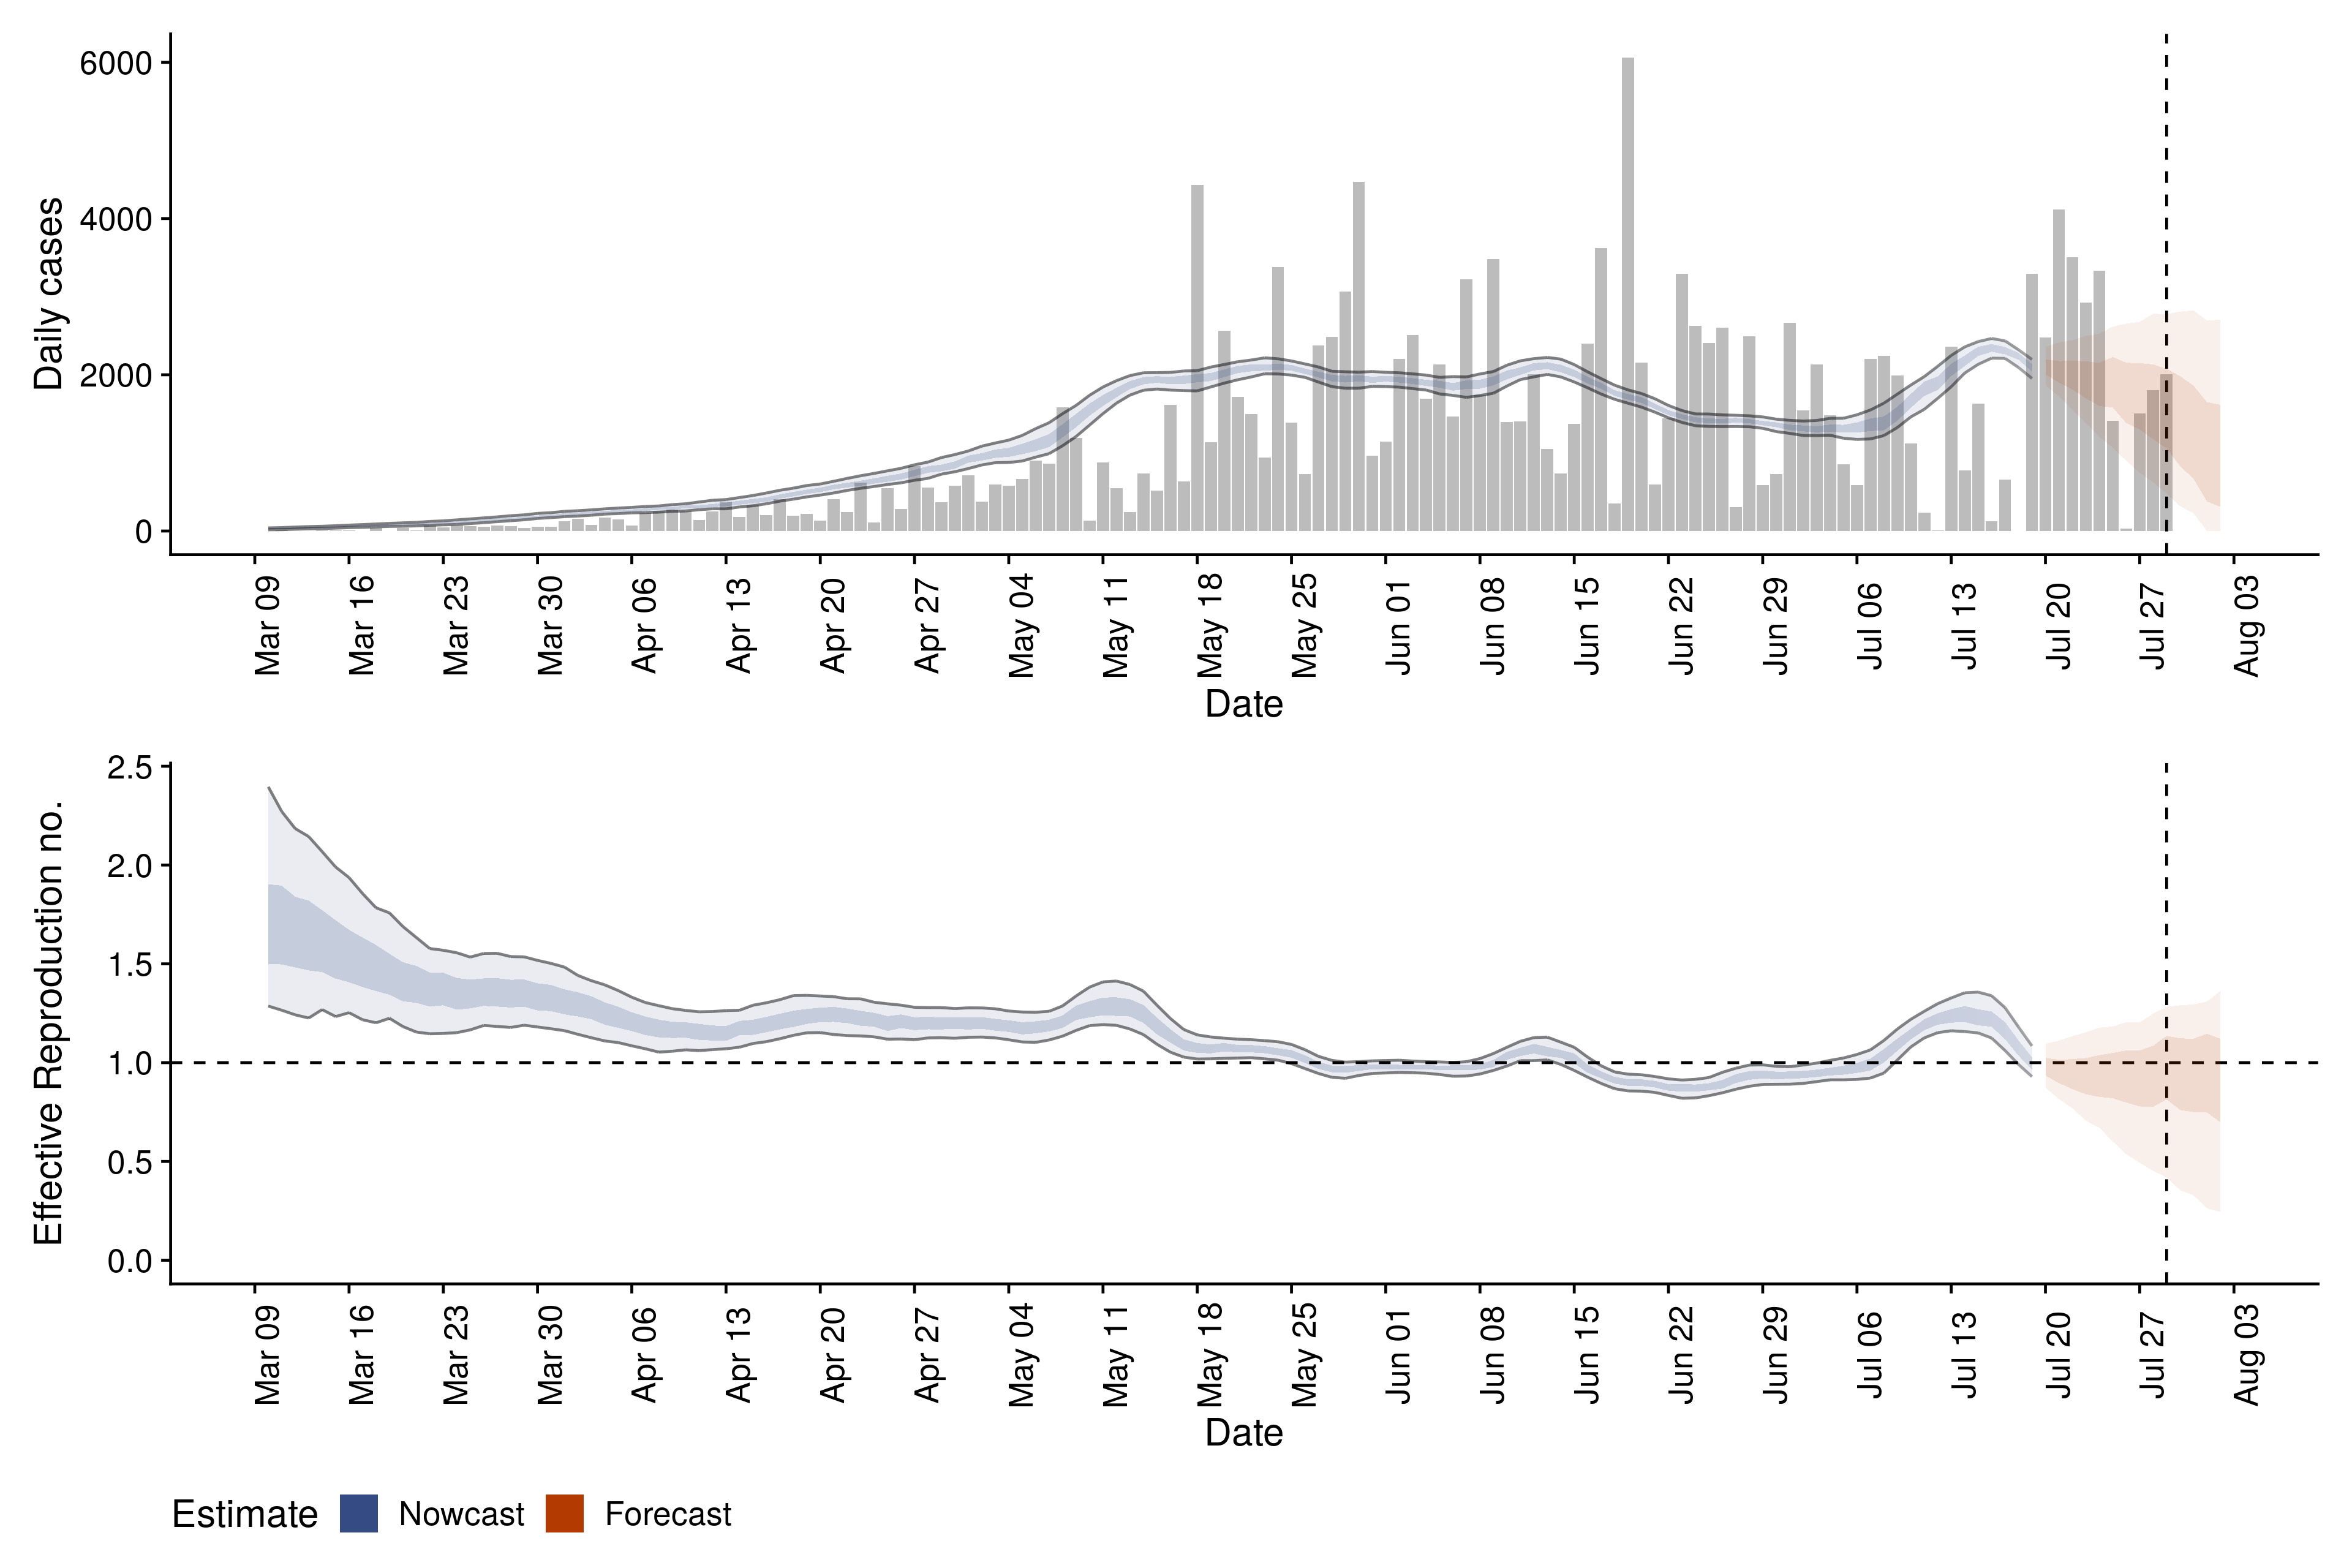 Daily cases
6000
4000
2000
0
Mar 09 Mar 16 Mar 23 Mar 30 Apr 06 Apr 13 Apr 20 Apr 27 May 04 May 11 May 18 May 25 Jun 01 Jun 08 Jun 15 Jun 22 Jun 29 Jul 06 Jul 13 Jul 20 Jul 27 Aug 03
Date
Effective Reproduction no.
2.5
2.0
1.5
1.0
0.5
0.0
Mar 09 Mar 16 Mar 23 Mar 30 Apr 06 Apr 13 Apr 20 Apr 27 May 04 May 11 May 18 May 25 Jun 01 Jun 08 Jun 15 Jun 22 Jun 29 Jul 06 Jul 13 Jul 20 Jul 27 Aug 03
Date
Estimate Nowcast Forecast